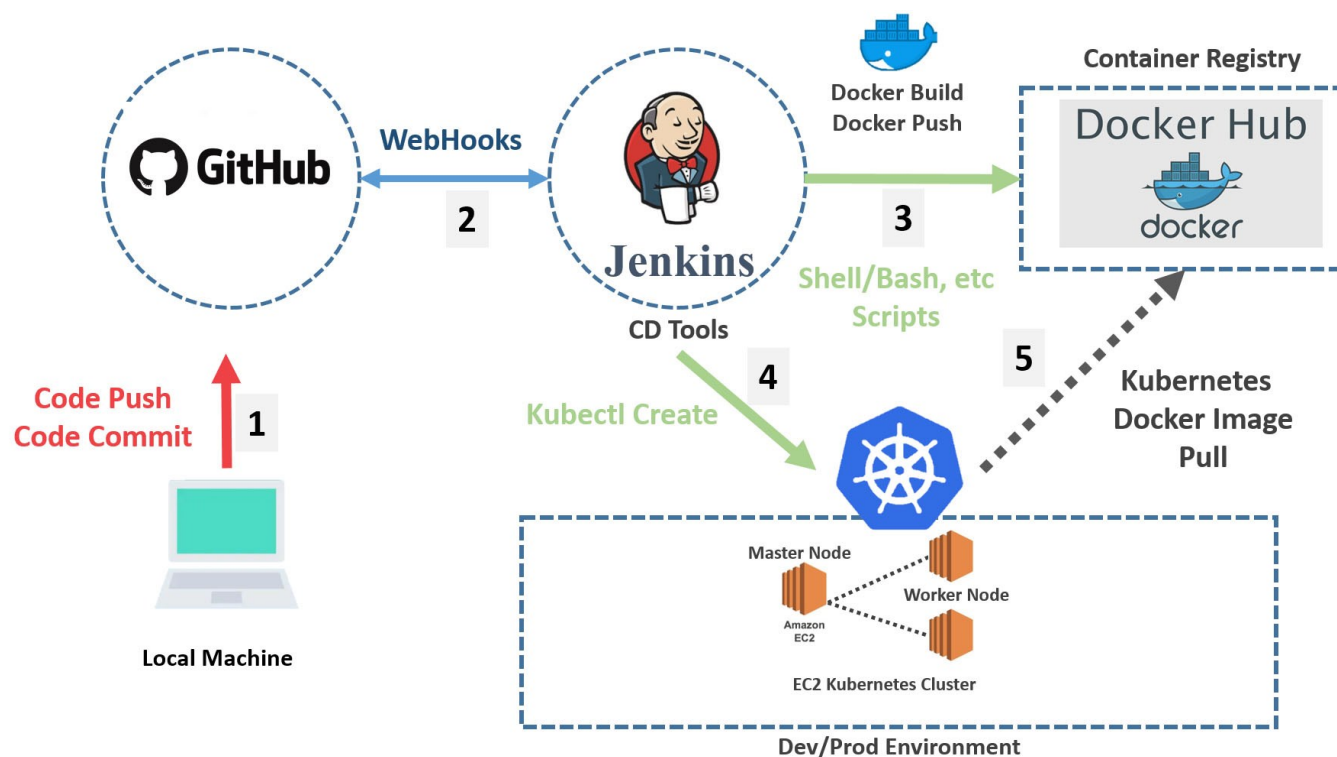 GitHub
WebHooks
2
Jenkins
CD Tools
Docker Build
Docker Push
3
Shell/Bash, etc
Scripts
Container Registry
Docker Hub
docker
Code Push
Code Commit
1
Local Machine
4
Kubectl Create
5
Kubernetes
Docker Image
Pull
Master Node
Amazon
EC2
Worker Node
EC2 Kubernetes Cluster
Dev/Prod Environment